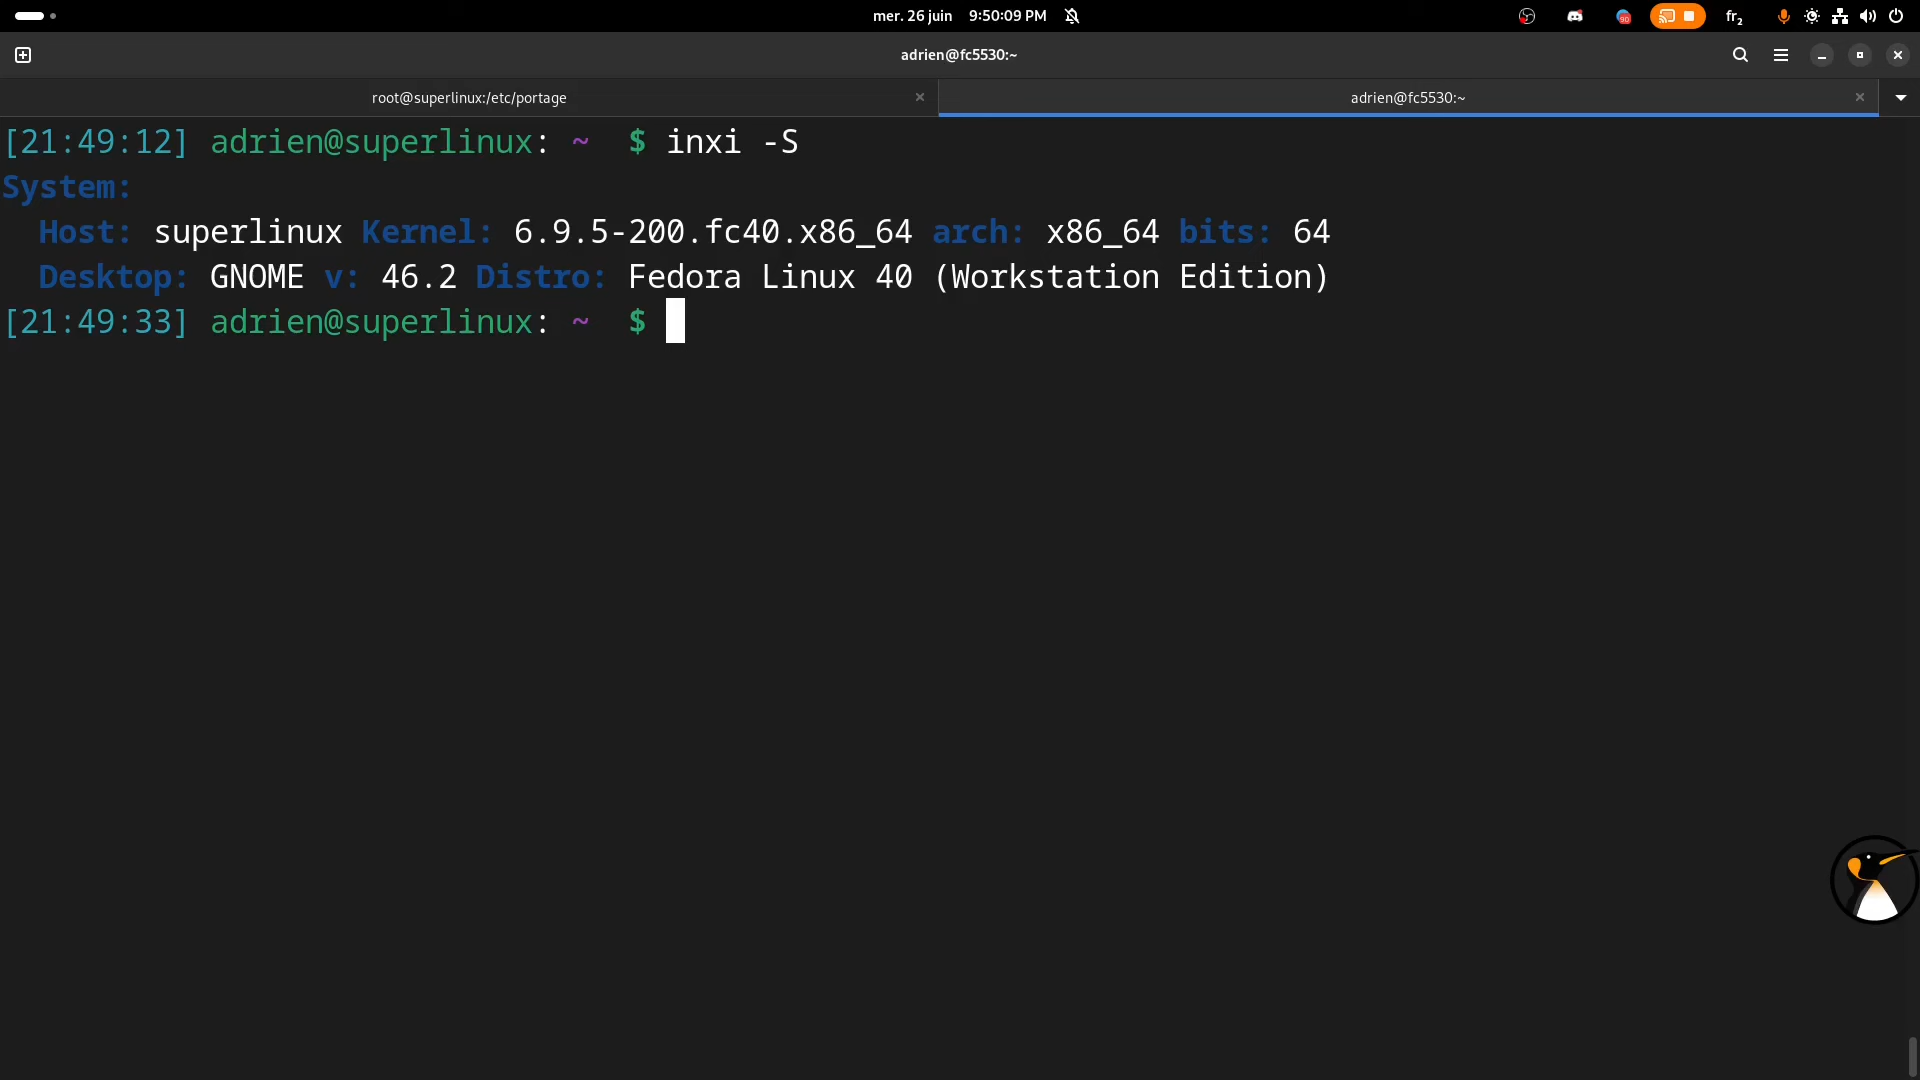 mer. 26 juin 9:50:09 PM
90
fr₂
adrien@fc5530:~
root@superlinux:/etc/portage
adrien@fc5530:~
[21:49:12] adrien@superlinux: ~ $ inxi -S
System:
Host: superlinux Kernel: 6.9.5-200.fc40.x86_64 arch: x86_64 bits: 64
Desktop: GNOME v: 46.2 Distro: Fedora Linux 40 (Workstation Edition)
[21:49:33] adrien@superlinux: ~ $